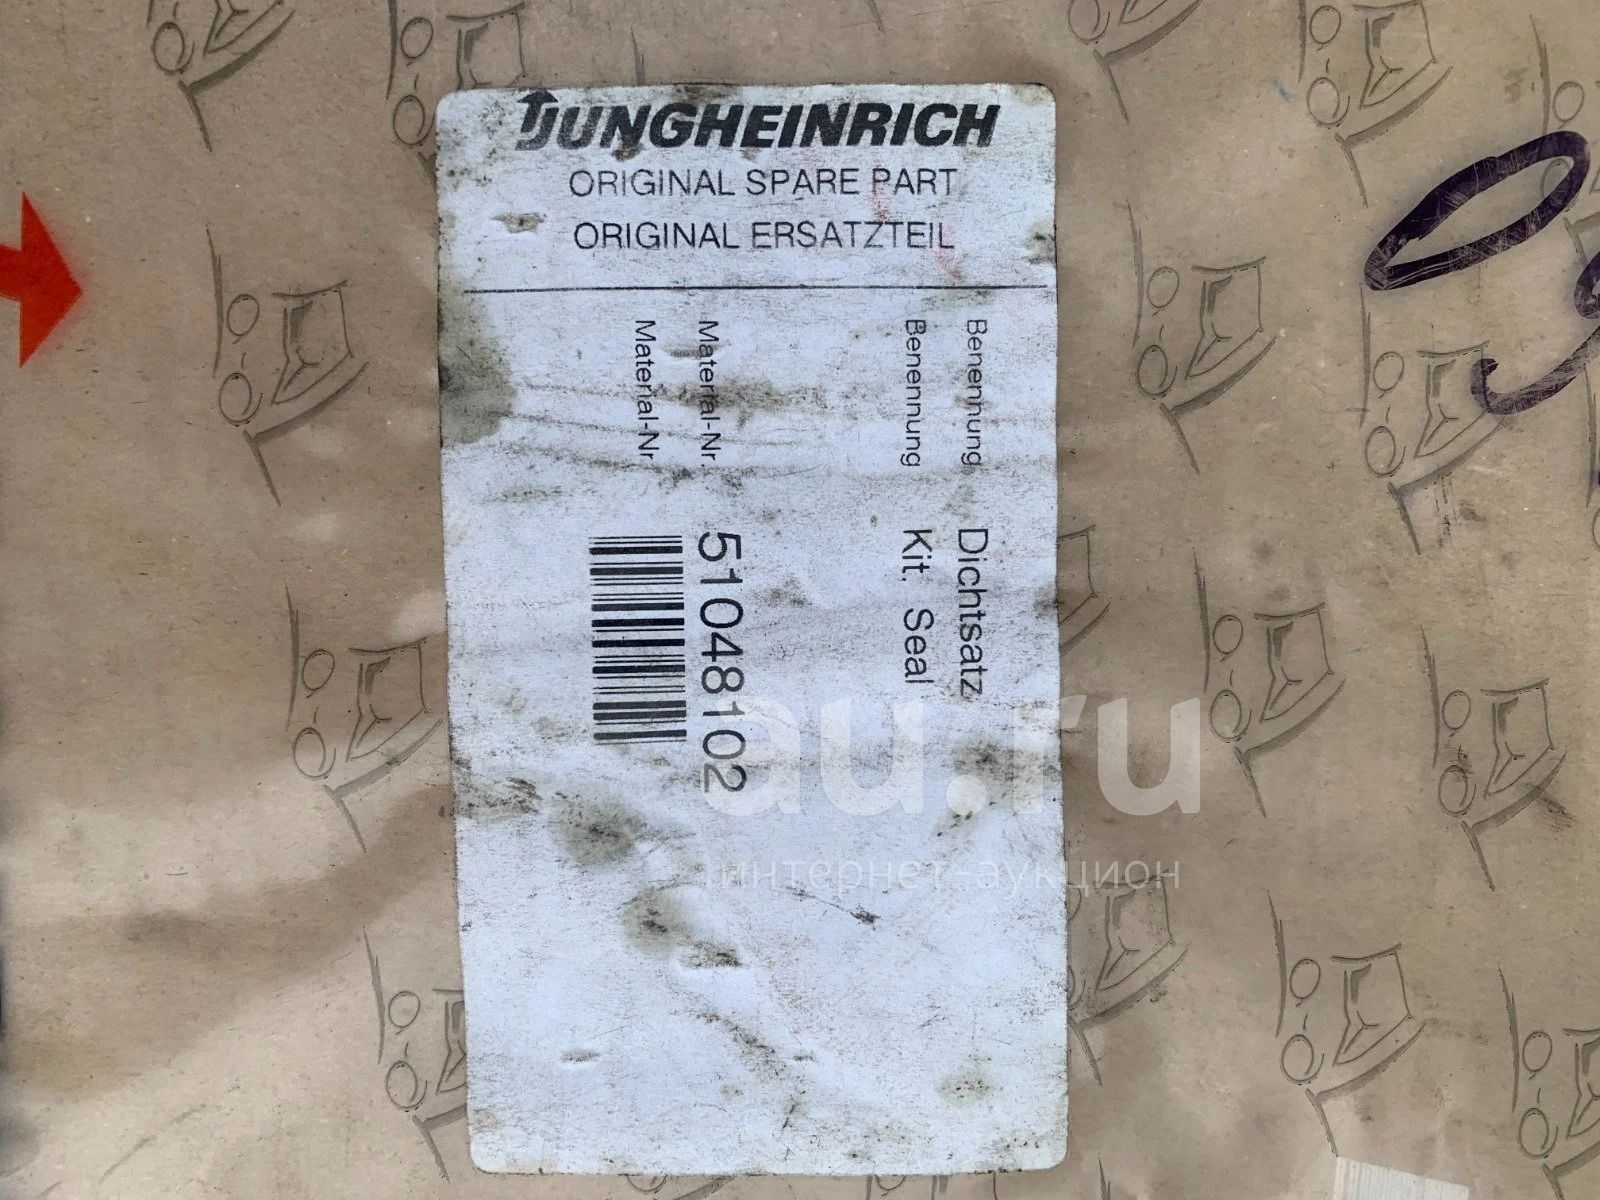 JUNGHEINRICH
ORIGINAL SPARE PART
ORIGINAL ERSATZTEIL
Benennung Dichtsatz
Benennung Kit. Seal
Material-Nr. 51048102
Material-Nr.
au.ru
интернет-аукцион